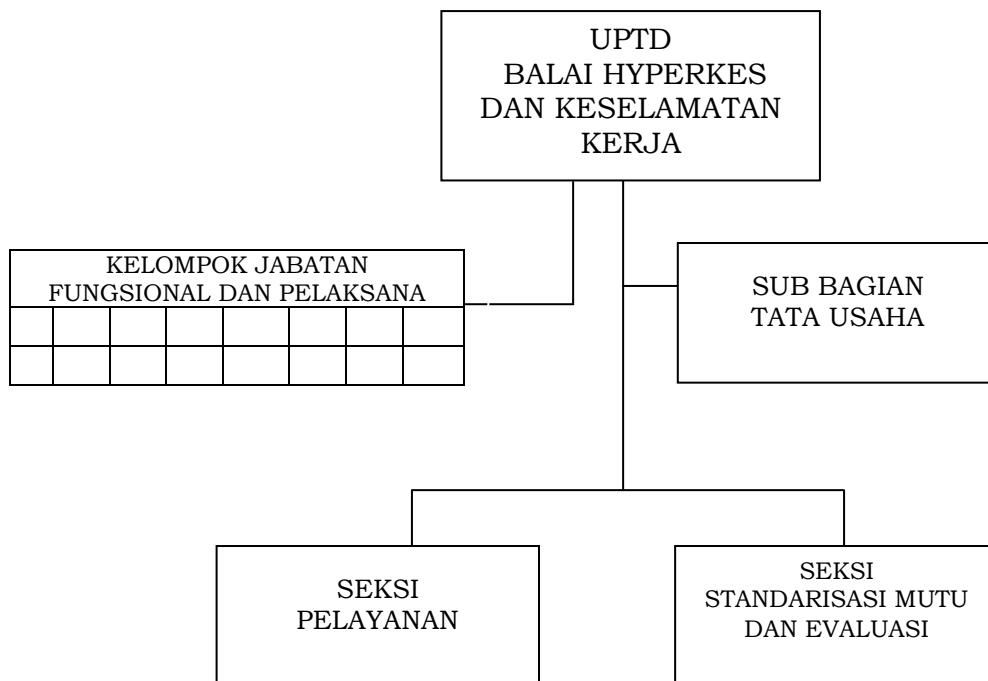 UPTD
BALAI HYPERKES
DAN KESELAMATAN
KERJA
KELOMPOK JABATAN
FUNGSIONAL DAN PELAKSANA
SUB BAGIAN
TATA USAHA
SEKSI
PELAYANAN
SEKSI
STANDARISASI MUTU
DAN EVALUASI